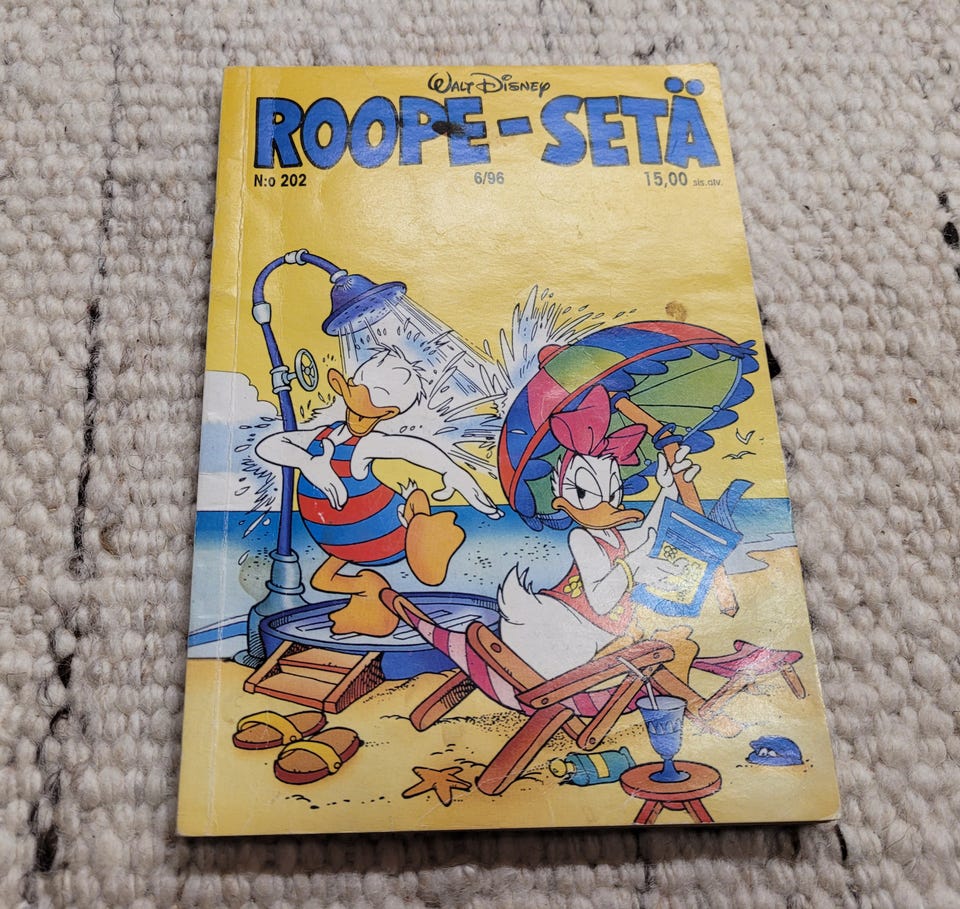 WALT DISNEY
ROOPE-SETÄ
N:o 202 6/96 15,00 sis.alv.